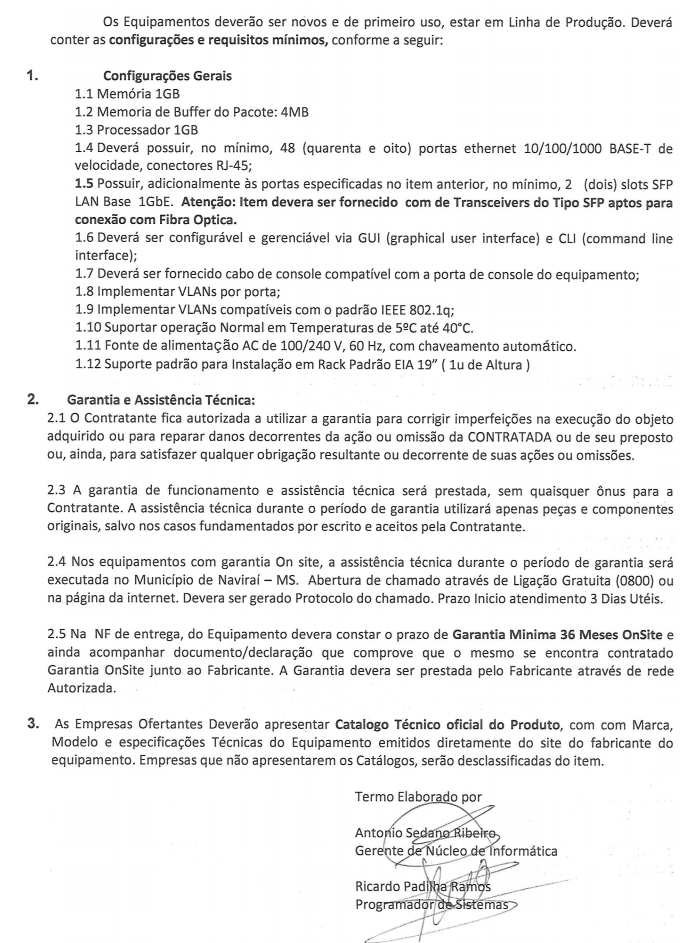 Os Equipamentos deverão ser novos e de primeiro uso, estar em Linha de Produção. Deverá
conter as configurações e requisitos mínimos, conforme a seguir:
1. Configurações Gerais
1.1 Memória 1GB
1.2 Memoria de Buffer do Pacote: 4MB
1.3 Processador 1GB
1.4 Deverá possuir, no mínimo, 48 (quarenta e oito) portas ethernet 10/100/1000 BASE-T de
velocidade, conectores RJ-45;
1.5 Possuir, adicionalmente às portas especificadas no item anterior, no mínimo, 2 (dois) slots SFP
LAN Base 1GbE. Atenção: Item devera ser fornecido com de Transceivers do Tipo SFP aptos para
conexão com Fibra Optica.
1.6 Deverá ser configurável e gerenciável via GUI (graphical user interface) e CLI (command line
interface);
1.7 Deverá ser fornecido cabo de console compatível com a porta de console do equipamento;
1.8 Implementar VLANs por porta;
1.9 Implementar VLANs compatíveis com o padrão IEEE 802.1q;
1.10 Suportar operação Normal em Temperaturas de 5ºC até 40°C.
1.11 Fonte de alimentação AC de 100/240 V, 60 Hz, com chaveamento automático.
1.12 Suporte padrão para Instalação em Rack Padrão EIA 19" ( 1u de Altura )
2. Garantia e Assistência Técnica:
2.1 O Contratante fica autorizada a utilizar a garantia para corrigir imperfeições na execução do objeto
adquirido ou para reparar danos decorrentes da ação ou omissão da CONTRATADA ou de seu preposto
ou, ainda, para satisfazer qualquer obrigação resultante ou decorrente de suas ações ou omissões.
2.3 A garantia de funcionamento e assistência técnica será prestada, sem quaisquer ônus para a
Contratante. A assistência técnica durante o período de garantia utilizará apenas peças e componentes
originais, salvo nos casos fundamentados por escrito e aceitos pela Contratante.
2.4 Nos equipamentos com garantia On site, a assistência técnica durante o período de garantia será
executada no Município de Naviraí – MS. Abertura de chamado através de Ligação Gratuita (0800) ou
na página da internet. Devera ser gerado Protocolo do chamado. Prazo Inicio atendimento 3 Dias Utéis.
2.5 Na NF de entrega, do Equipamento devera constar o prazo de Garantia Minima 36 Meses OnSite e
ainda acompanhar documento/declaração que comprove que o mesmo se encontra contratado
Garantia OnSite junto ao Fabricante. A Garantia devera ser prestada pelo Fabricante através de rede
Autorizada.
3. As Empresas Ofertantes Deverão apresentar Catalogo Técnico oficial do Produto, com com Marca,
Modelo e especificações Técnicas do Equipamento emitidos diretamente do site do fabricante do
equipamento. Empresas que não apresentarem os Catálogos, serão desclassificadas do item.
Termo Elaborado por
Antonio Sedano Ribeiro
Gerente de Núcleo de Informática
Ricardo Padilha Ramos
Programador de Sistemas